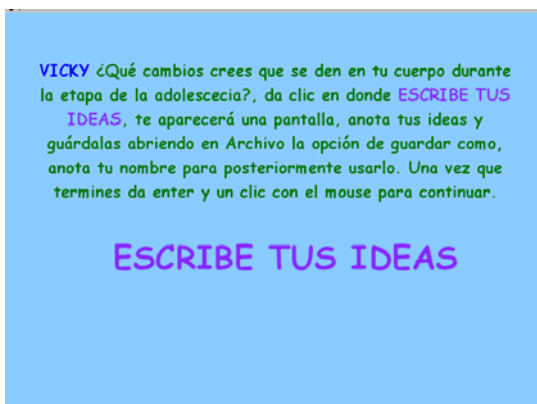 VICKY ¿Qué cambios crees que se den en tu cuerpo durante
la etapa de la adolescecia?, da clic en donde ESCRIBE TUS
IDEAS, te aparecerá una pantalla, anota tus ideas y
guárdalas abriendo en Archivo la opción de guardar como,
anota tu nombre para posteriormente usarlo. Una vez que
termines da enter y un clic con el mouse para continuar.
ESCRIBE TUS IDEAS